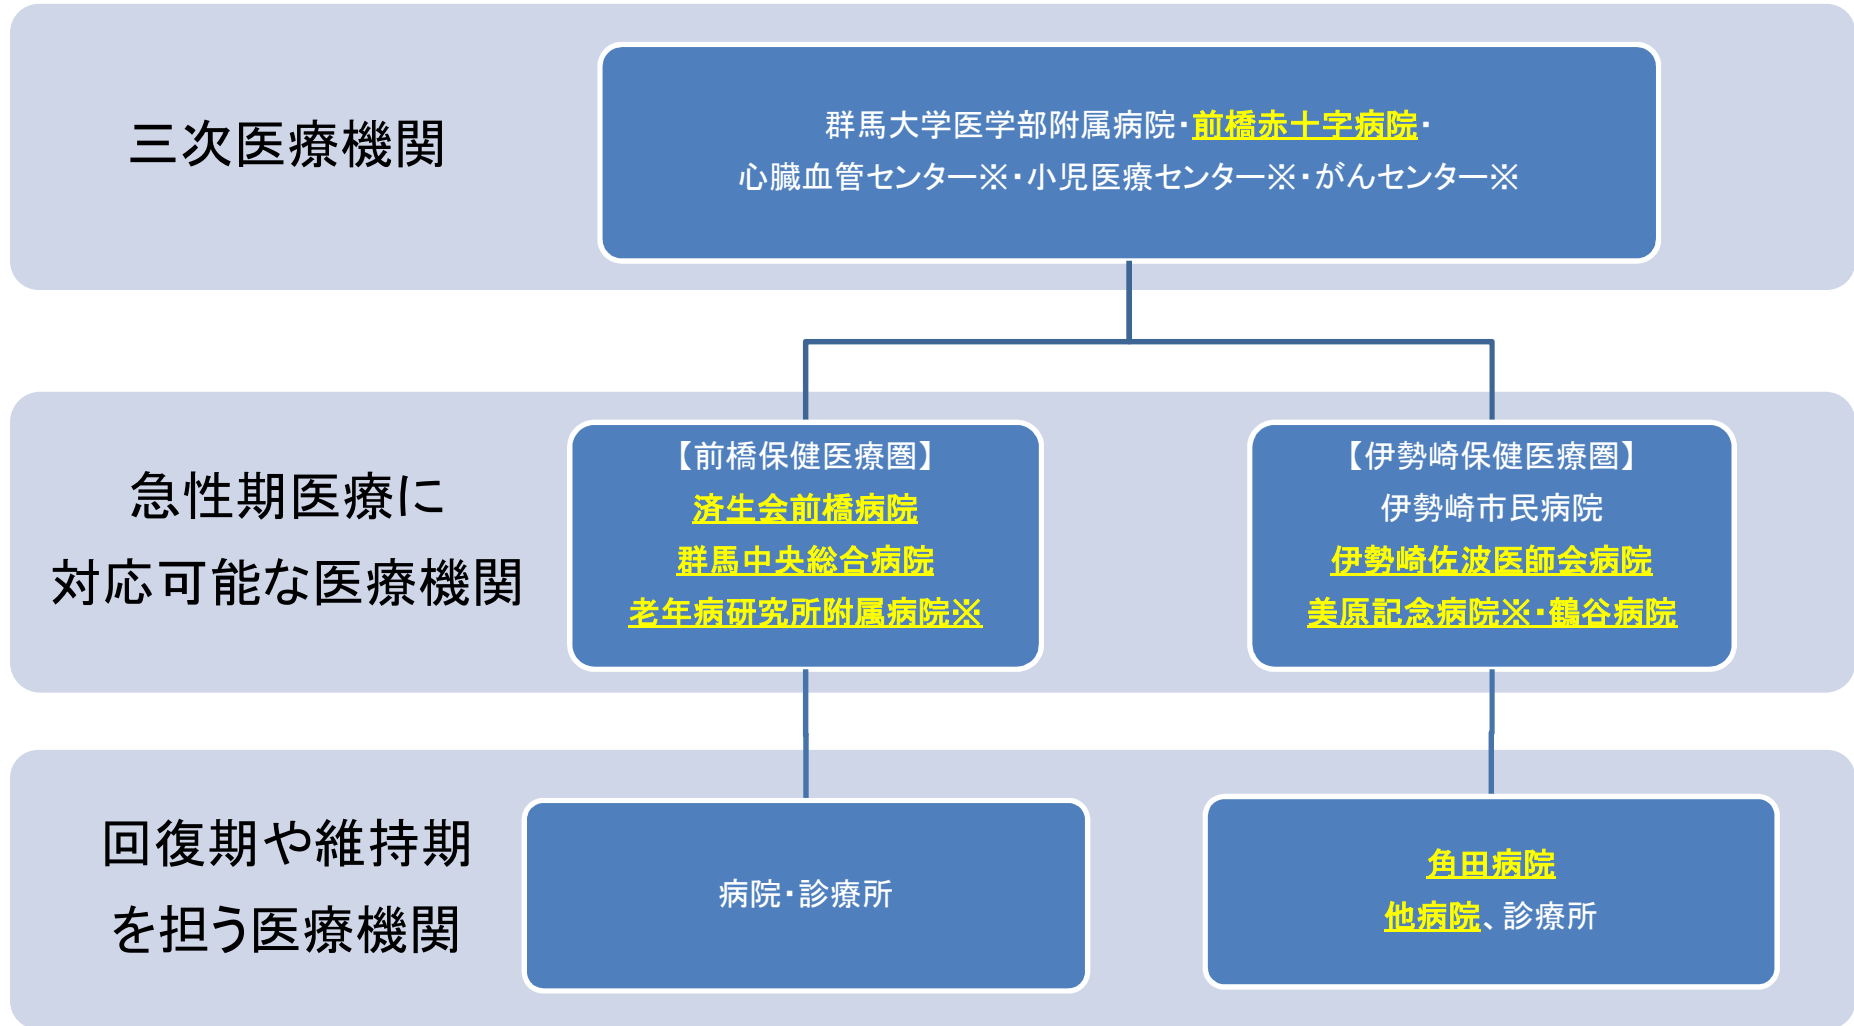 三次医療機関
群馬大学医学部附属病院・前橋赤十字病院・
心臓血管センター※・小児医療センター※・がんセンター※
急性期医療に
対応可能な医療機関
【前橋保健医療圏】
済生会前橋病院
群馬中央総合病院
老年病研究所附属病院※
【伊勢崎保健医療圏】
伊勢崎市民病院
伊勢崎佐波医師会病院
美原記念病院※・鶴谷病院
回復期や維持期
を担う医療機関
病院・診療所
角田病院
他病院、診療所